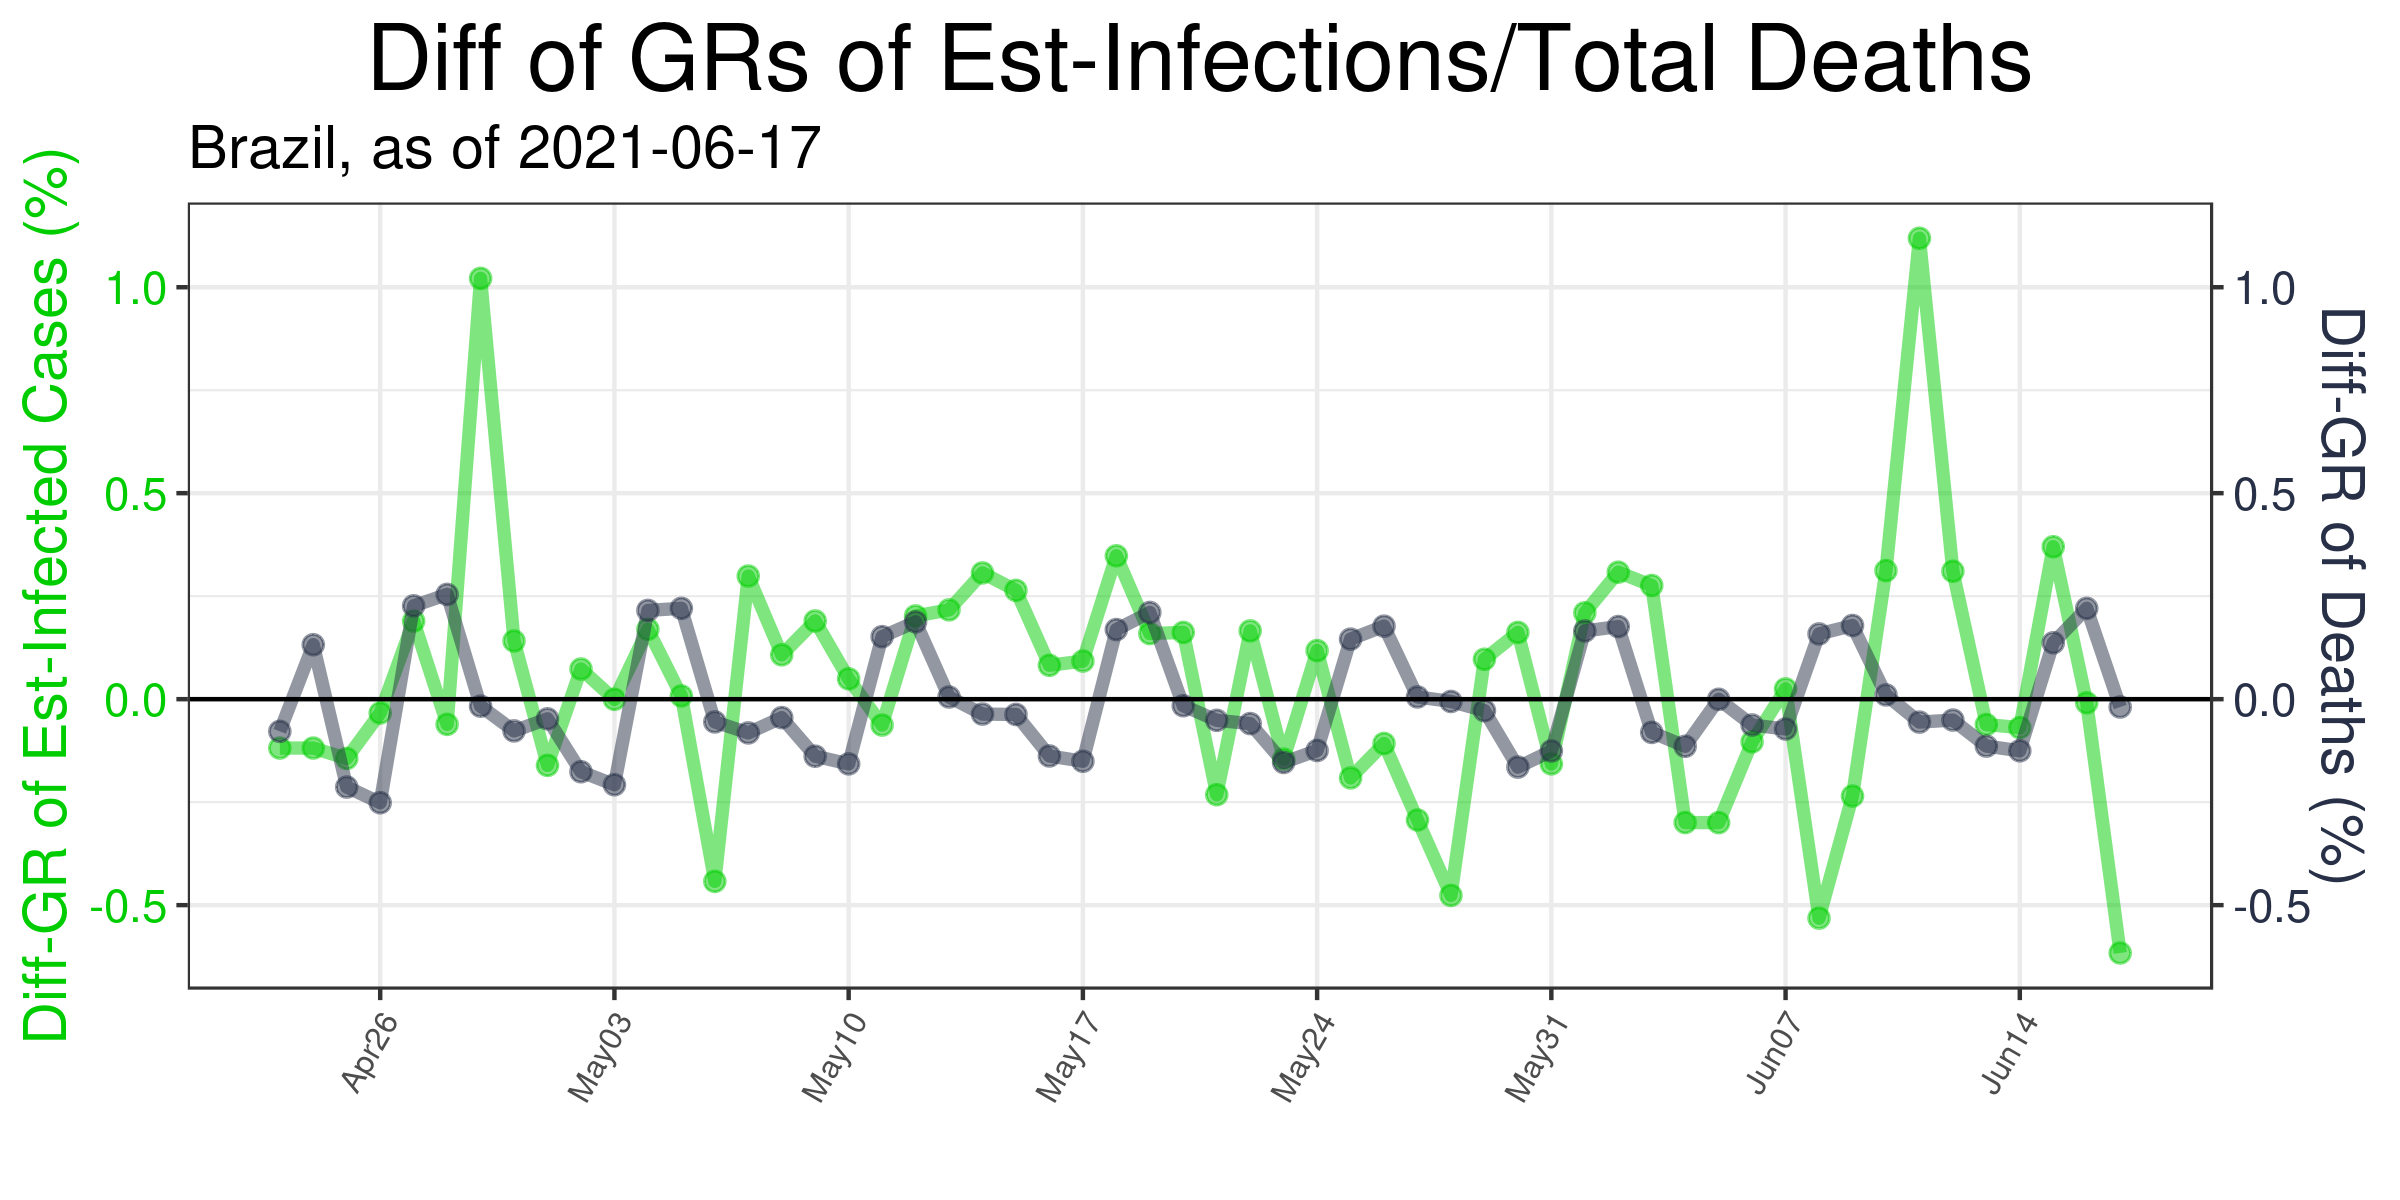 Diff of GRs of Est-Infections/Total Deaths
Brazil, as of 2021-06-17
Diff-GR of Est-Infected Cases (%)
1.0
0.5
0.0
-0.5
1.0
0.5
0.0
-0.5
Diff-GR of Deaths (%)
Apr26
May03
May10
May17
May24
May31
Jun07
Jun14